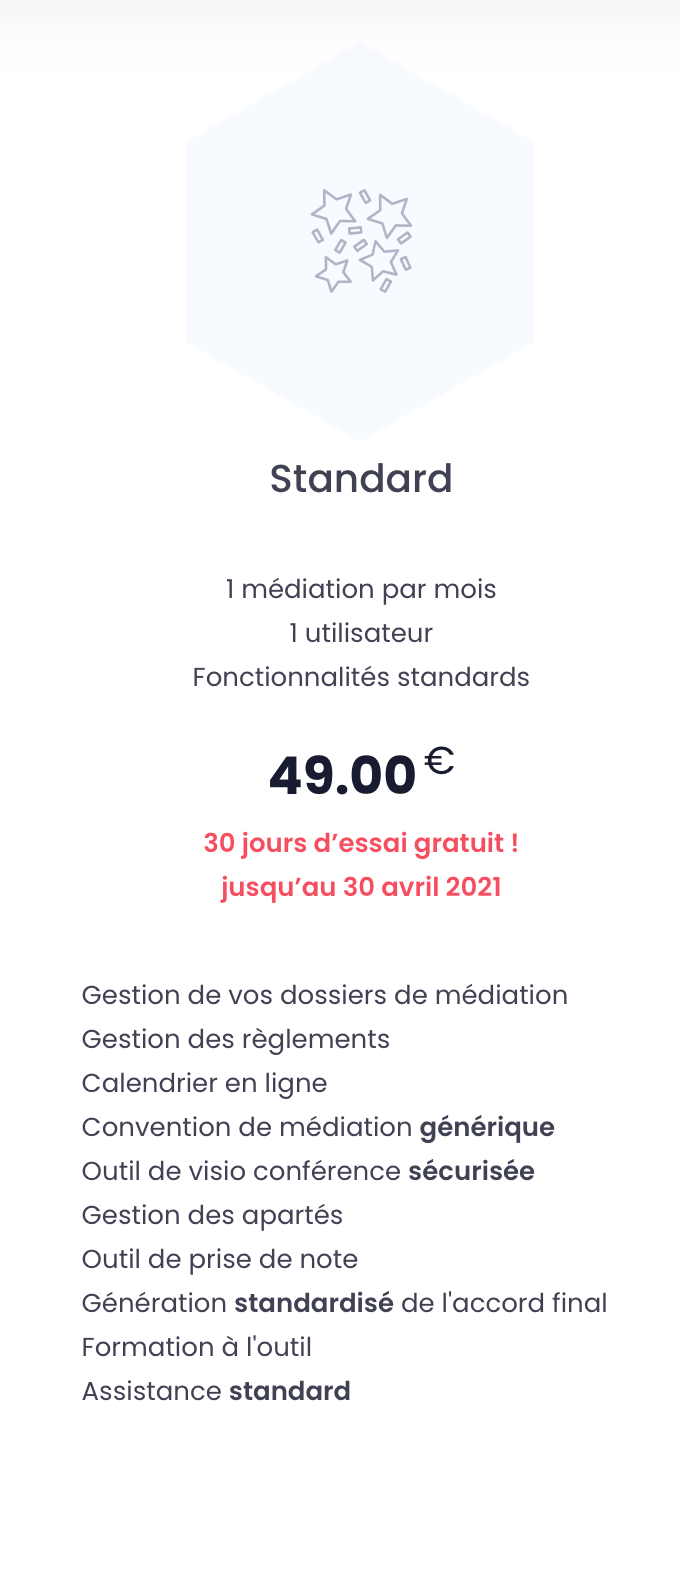 Standard
1 médiation par mois
1 utilisateur
Fonctionnalités standards
49.00 €
30 jours d’essai gratuit !
jusqu’au 30 avril 2021
Gestion de vos dossiers de médiation
Gestion des règlements
Calendrier en ligne
Convention de médiation générique
Outil de visio conférence sécurisée
Gestion des apartés
Outil de prise de note
Génération standardisé de l'accord final
Formation à l'outil
Assistance standard